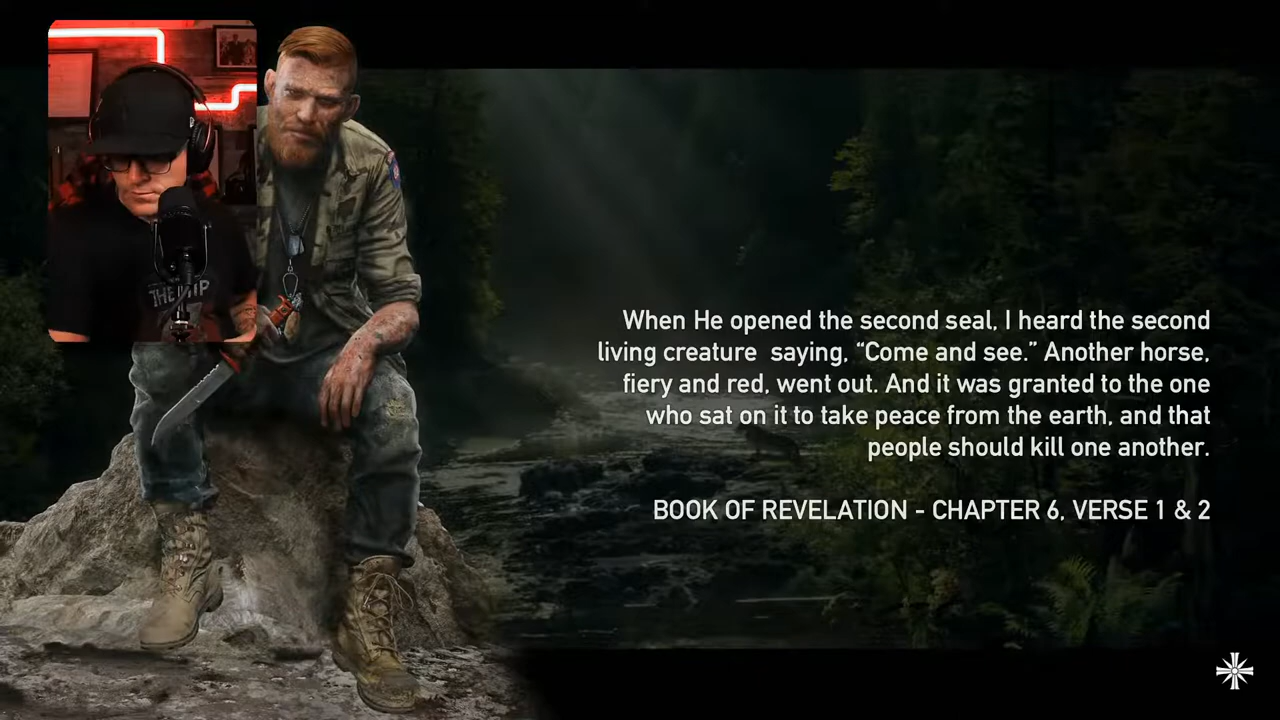 When He opened the second seal, I heard the second
living creature saying, “Come and see.” Another horse,
fiery and red, went out. And it was granted to the one
who sat on it to take peace from the earth, and that
people should kill one another.
BOOK OF REVELATION - CHAPTER 6, VERSE 1 & 2